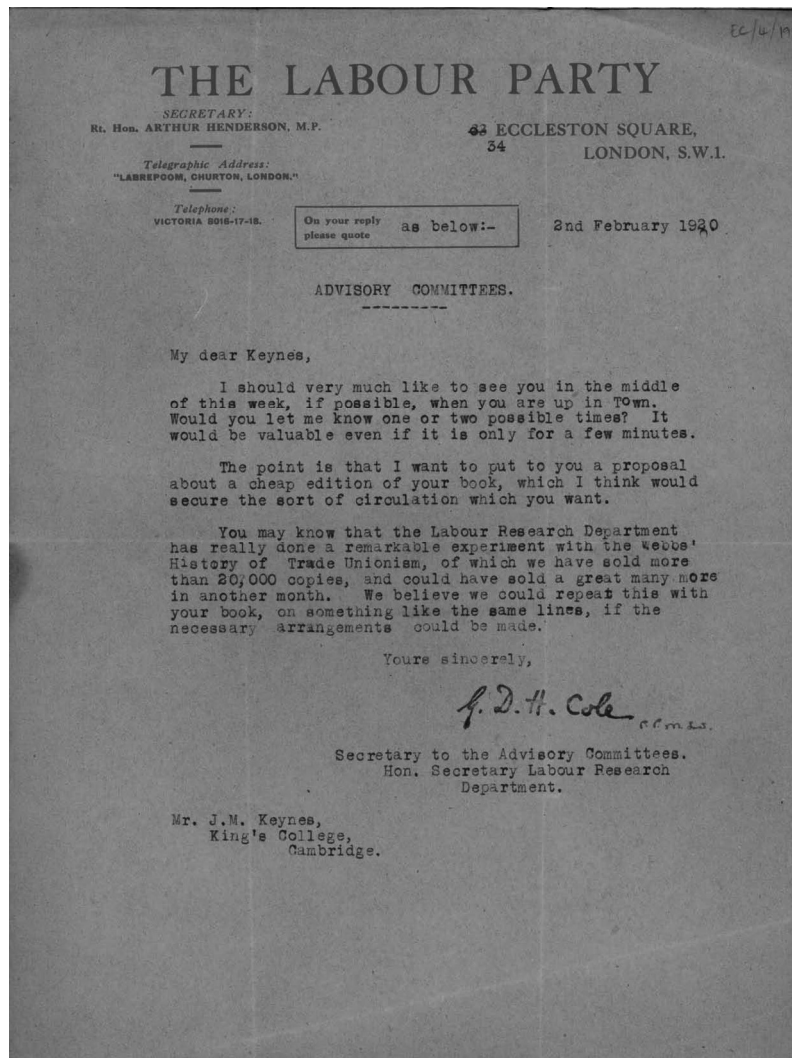 EC/4/
THE LABOUR PARTY
SECRETARY:
Rt. Hon. ARTHUR HENDERSON, M.P.
Telegraphic Address:
"LABREPCOM, CHURTON, LONDON."
Telephone:
VICTORIA 8016-17-18.
33 ECCLESTON SQUARE,
34 LONDON, S.W.1.
On your reply
please quote
as below:-
2nd February 1920
ADVISORY COMMITTEES.
---------
My dear Keynes,
I should very much like to see you in the middle
of this week, if possible, when you are up in Town.
Would you let me know one or two possible times? It
would be valuable even if it is only for a few minutes.
The point is that I want to put to you a proposal
about a cheap edition of your book, which I think would
secure the sort of circulation which you want.
You may know that the Labour Research Department
has really done a remarkable experiment with the Webbs'
History of Trade Unionism, of which we have sold more
than 20,000 copies, and could have sold a great many more
in another month. We believe we could repeat this with
your book, on something like the same lines, if the
necessary arrangements could be made.
Yours sincerely,
G. D. H. Cole
Secretary to the Advisory Committees.
Hon. Secretary Labour Research
Department.
Mr. J.M. Keynes,
King's College,
Cambridge.